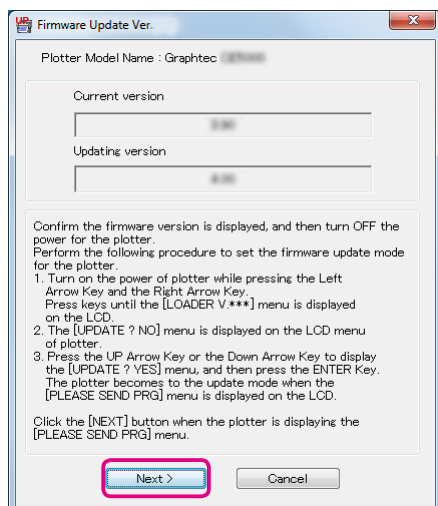 Firmware Update Ver.
Plotter Model Name : Graphtec
Current version
Updating version
Confirm the firmware version is displayed, and then turn OFF the
power for the plotter.
Perform the following procedure to set the firmware update mode
for the plotter.
1. Turn on the power of plotter while pressing the Left
Arrow Key and the Right Arrow Key.
Press keys until the [LOADER V.***] menu is displayed
on the LCD.
2. The [UPDATE ? NO] menu is displayed on the LCD menu
of plotter.
3. Press the UP Arrow Key or the Down Arrow Key to display
the [UPDATE ? YES] menu, and then press the ENTER Key.
The plotter becomes to the update mode when the
[PLEASE SEND PRG] menu is displayed on the LCD.
Click the [NEXT] button when the plotter is displaying the
[PLEASE SEND PRG] menu.
Next > Cancel